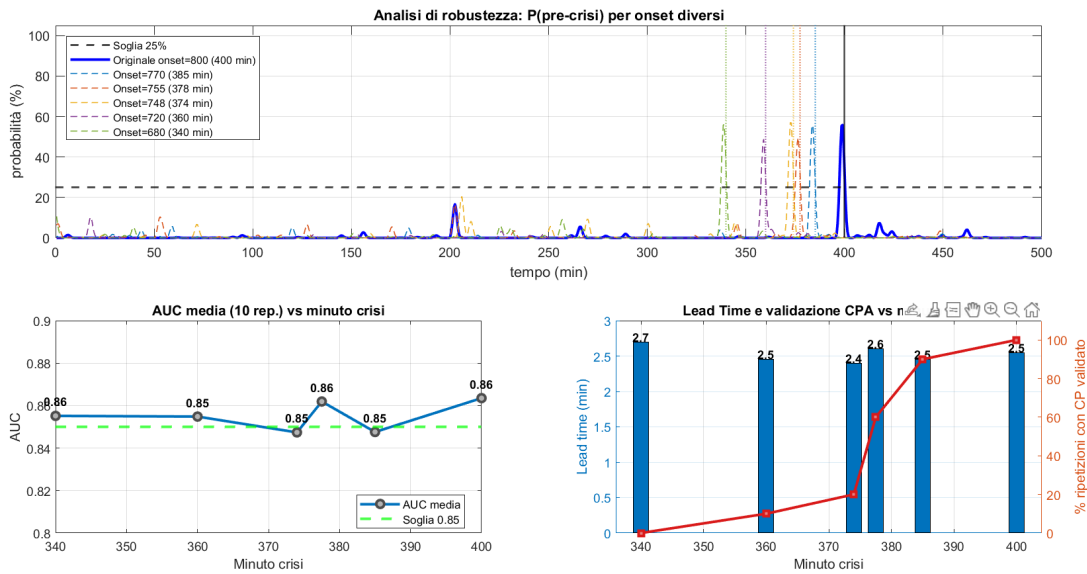 Analisi di robustezza: P(pre-crisi) per onset diversi
100
80
60
40
20
0
probabilità (%)
Soglia 25%
Originale onset=800 (400 min)
Onset=770 (385 min)
Onset=755 (378 min)
Onset=748 (374 min)
Onset=720 (360 min)
Onset=680 (340 min)
0 50 100 150 200 250 300 350 400 450 500
tempo (min)
AUC media (10 rep.) vs minuto crisi
0.9
0.88
0.86
0.84
0.82
0.8
AUC
0.86 0.85 0.85 0.86 0.85 0.86
AUC media
Soglia 0.85
340 350 360 370 380 390 400
Minuto crisi
Lead Time e validazione CPA vs
3
2.5
2
1.5
1
0.5
0
Lead time (min)
2.7 2.5 2.4 2.6 2.5 2.5
100
80
60
40
20
0
% ripetizioni con CP validato
340 350 360 370 380 390 400
Minuto crisi